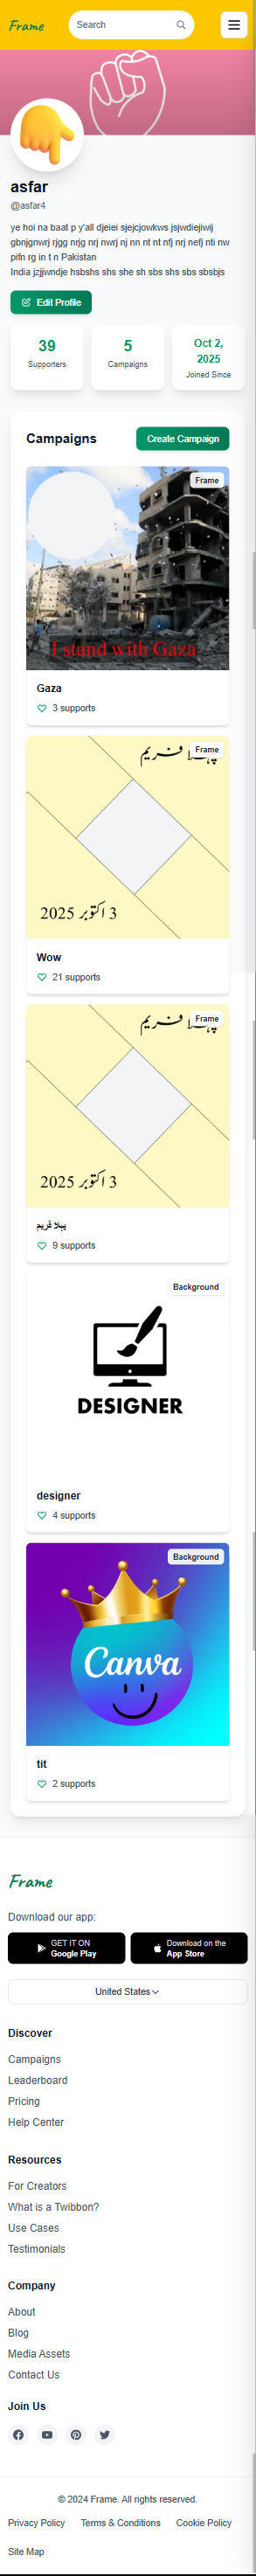 Frame
Search
asfar
@asfar4
ye hoi na baat p y'all djeiei sjejcjowkws jsjwdiejiwij
gbnjgnwrj rjgg nrjg nrj nwrj nj nn nt nt nfj nrj nefj nti nw
pifn rg in t n Pakistan
India jzjjwndje hsbshs shs she sh sbs shs sbs sbsbjs
Edit Profile
39
Supporters
5
Campaigns
Oct 2,
2025
Joined Since
Campaigns
Create Campaign
Frame
I stand with Gaza
Gaza
3 supports
فریم
Frame
3 اکتوبر 2025
Wow
21 supports
فریم
Frame
3 اکتوبر 2025
پہلا فریم
9 supports
Background
DESIGNER
designer
4 supports
Background
Canva
tit
2 supports
Frame
Download our app:
GET IT ON
Google Play
Download on the
App Store
United States
Discover
Campaigns
Leaderboard
Pricing
Help Center
Resources
For Creators
What is a Twibbon?
Use Cases
Testimonials
Company
About
Blog
Media Assets
Contact Us
Join Us
© 2024 Frame. All rights reserved.
Privacy Policy
Terms & Conditions
Cookie Policy
Site Map